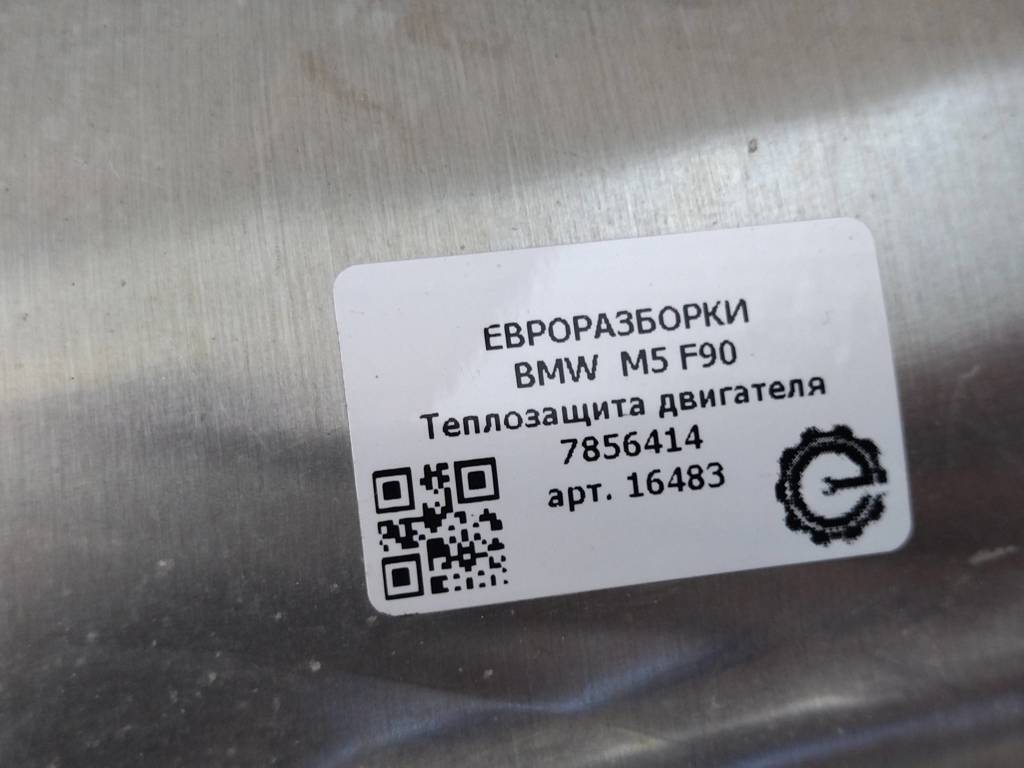 ЕВРОРАЗБОРКИ
BMW M5 F90
Теплозащита двигателя
7856414
арт. 16483